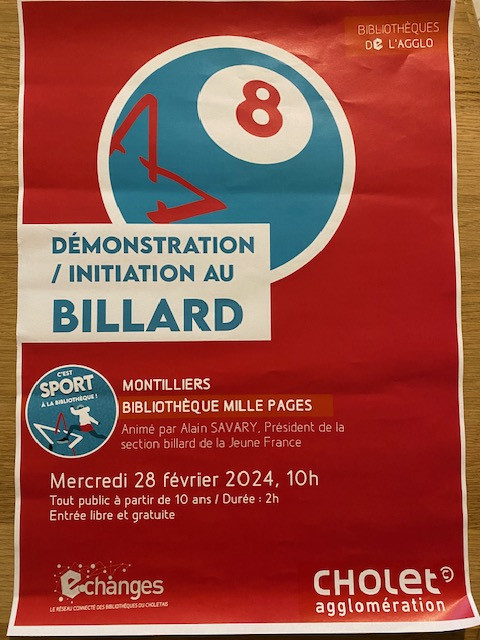 BIBLIOTHÈQUES
De L'AGGLO
8
DÉMONSTRATION
/ INITIATION AU
BILLARD
C'EST
SPORT
À LA BIBLIOTHÈQUE !
MONTILLIERS
BIBLIOTHÈQUE MILLE PAGES
Animé par Alain SAVARY, Président de la
section billard de la Jeune France
Mercredi 28 février 2024, 10h
Tout public à partir de 10 ans / Durée : 2h
Entrée libre et gratuite
e-changes
LE RÉSEAU CONNECTÉ DES BIBLIOTHÈQUES DU CHOLETAIS
CHOLeT
agglomération